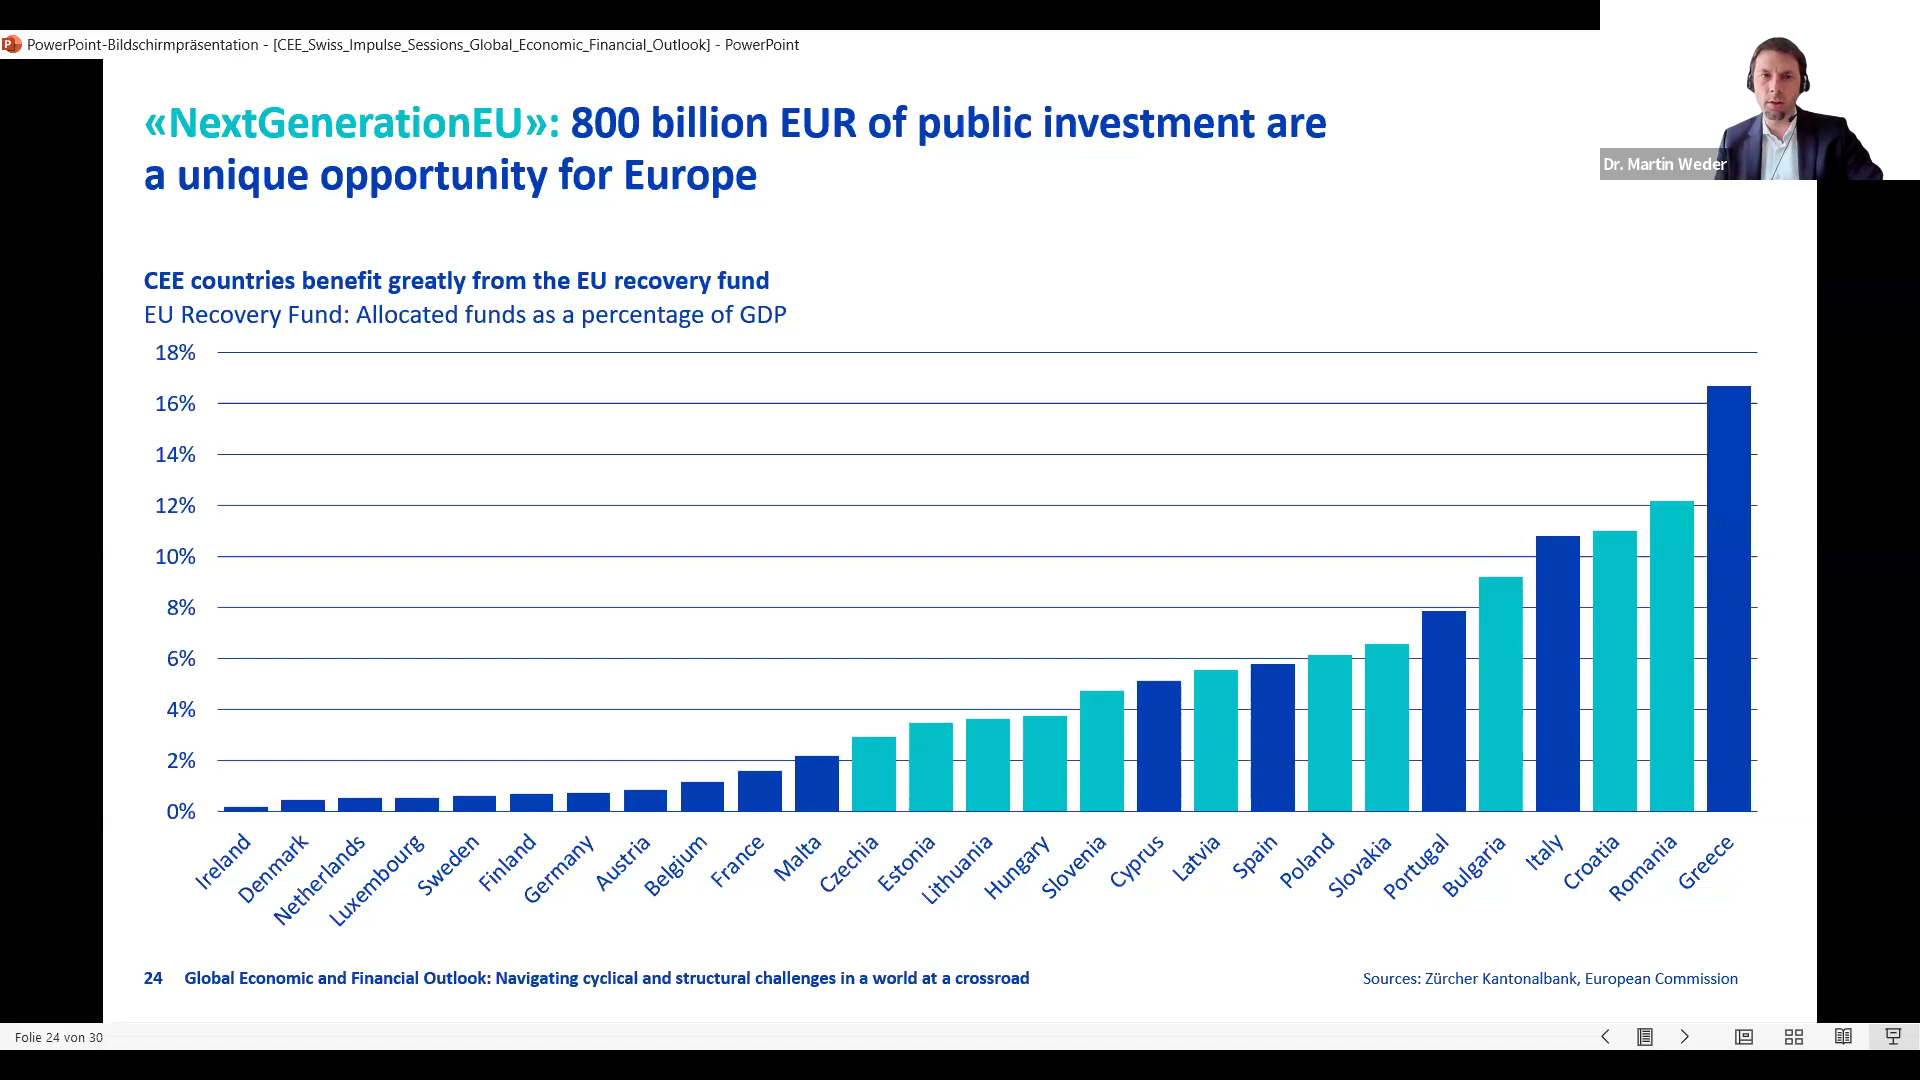 PowerPoint-Bildschirmpräsentation - [CEE_Swiss_Impulse_Sessions_Global_Economic_Financial_Outlook] - PowerPoint
Dr. Martin Weder
«NextGenerationEU»: 800 billion EUR of public investment are
a unique opportunity for Europe
CEE countries benefit greatly from the EU recovery fund
EU Recovery Fund: Allocated funds as a percentage of GDP
18%
16%
14%
12%
10%
8%
6%
4%
2%
0%
Ireland
Denmark
Netherlands
Luxembourg
Sweden
Finland
Germany
Austria
Belgium
France
Malta
Czechia
Estonia
Lithuania
Hungary
Slovenia
Cyprus
Latvia
Spain
Poland
Slovakia
Portugal
Bulgaria
Italy
Croatia
Romania
Greece
24 Global Economic and Financial Outlook: Navigating cyclical and structural challenges in a world at a crossroad
Sources: Zürcher Kantonalbank, European Commission
Folie 24 von 30